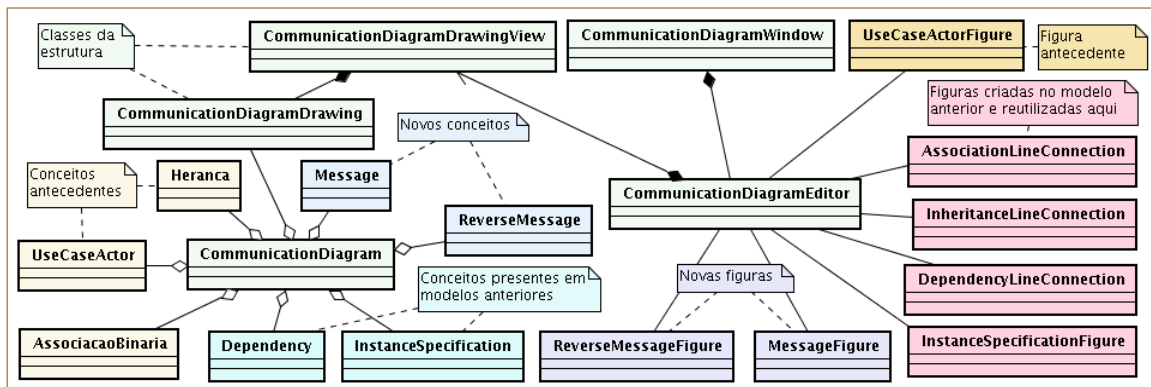 Classes da
estrutura
CommunicationDiagramDrawingView
CommunicationDiagramWindow
UseCaseActorFigure
Figura
antecedente
CommunicationDiagramDrawing
Novos conceitos
Figuras criadas no modelo
anterior e reutilizadas aqui
AssociationLineConnection
Conceitos
antecedentes
Heranca
Message
CommunicationDiagramEditor
ReverseMessage
InheritanceLineConnection
UseCaseActor
CommunicationDiagram
Conceitos presentes em
modelos anteriores
Novas figuras
DependencyLineConnection
AssociacaoBinaria
Dependency
InstanceSpecification
ReverseMessageFigure
MessageFigure
InstanceSpecificationFigure